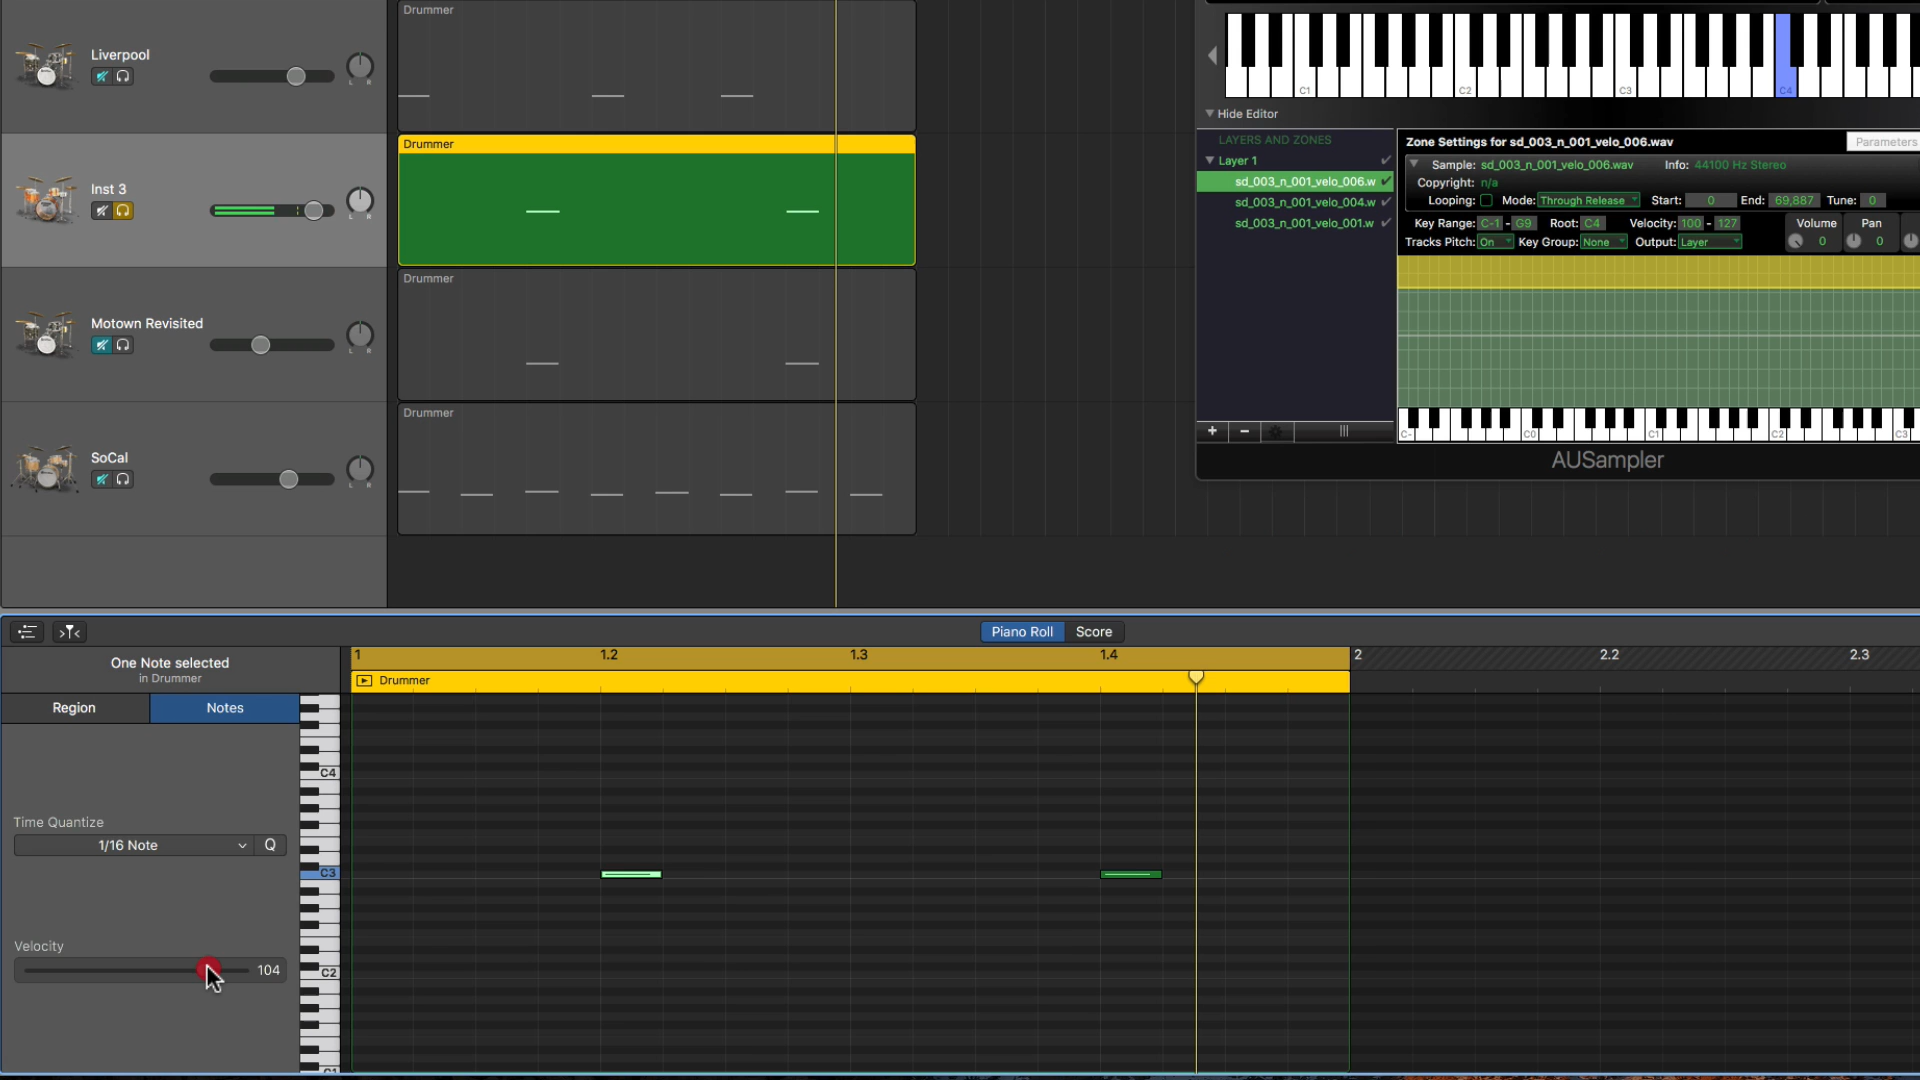 Drummer
Liverpool
L R
Drummer
Inst 3
L R
Drummer
Motown Revisited
L R
Drummer
SoCal
L R
C1 C2 C3 C4
Hide Editor
LAYERS AND ZONES
Layer 1
sd_003_n_001_velo_006.w
sd_003_n_001_velo_004.w
sd_003_n_001_velo_001.w
Zone Settings for sd_003_n_001_velo_006.wav
Parameters
Sample: sd_003_n_001_velo_006.wav Info: 44100 Hz Stereo
Copyright: n/a
Looping: Mode: Through Release Start: 0 End: 69,887 Tune: 0
Key Range: C-1 - G9 Root: C4 Velocity: 100 - 127
Tracks Pitch: On Key Group: None Output: Layer
Volume Pan
0 0
C- C0 C1 C2 C3
AUSampler
Piano Roll Score
One Note selected
in Drummer
1 1.2 1.3 1.4 2 2.2 2.3
Drummer
Region Notes
C4
Time Quantize
1/16 Note Q
C3
Velocity
104
C2
C1